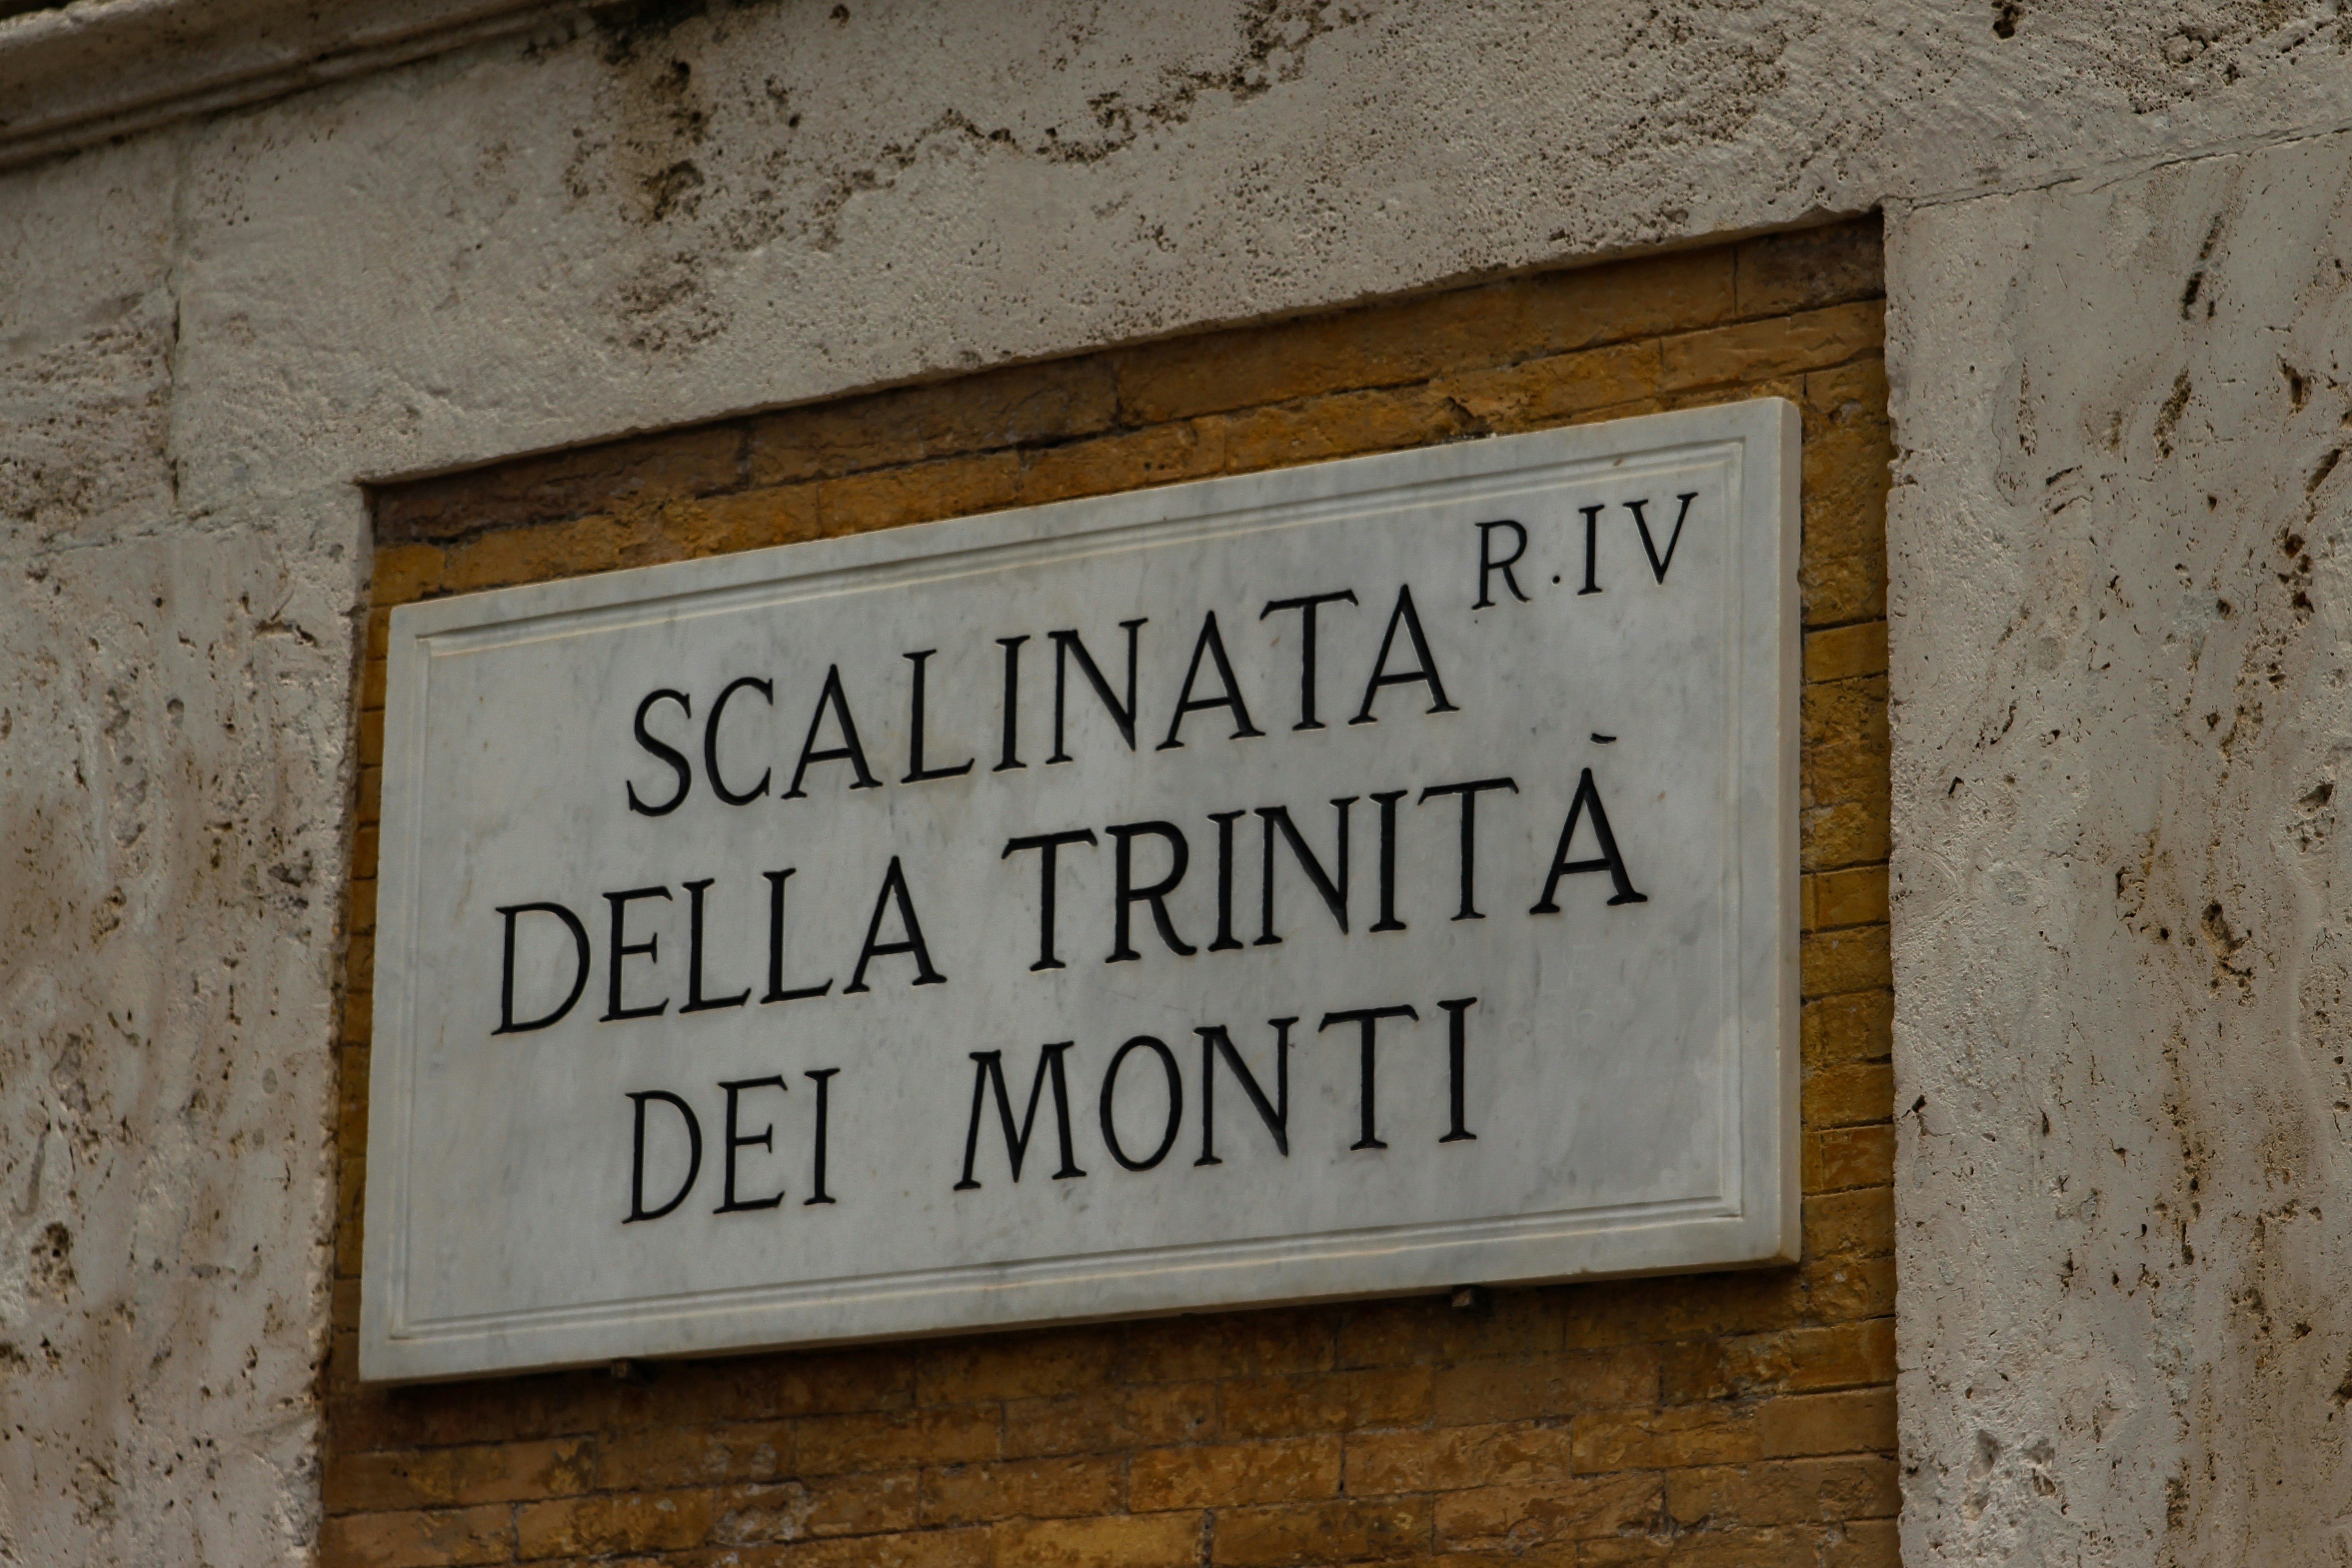 R.IV
SCALINATA
DELLA TRINITÀ
DEI MONTI